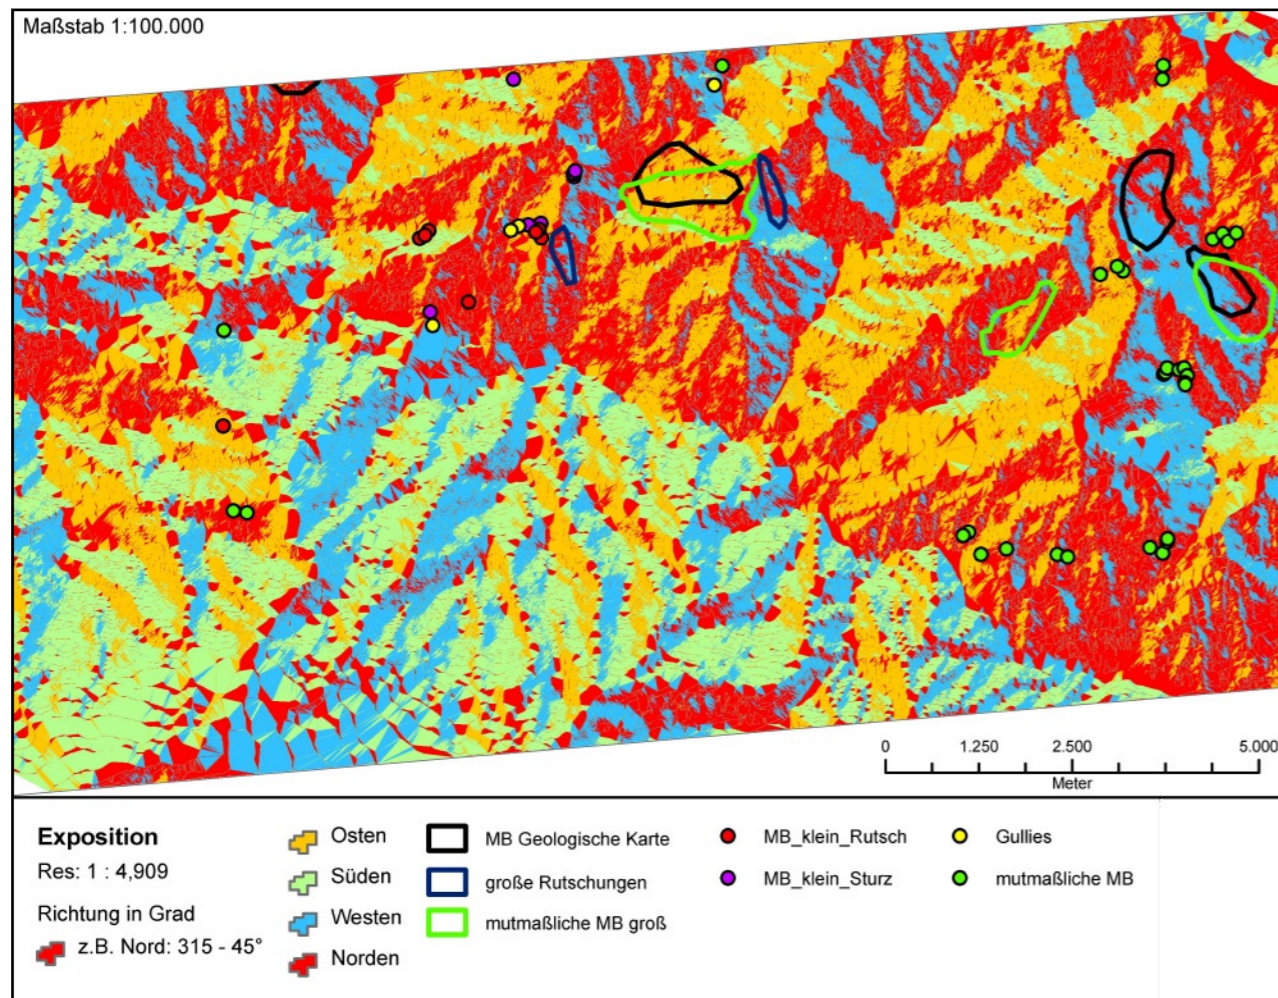 Maßstab 1:100.000
0 1.250 2.500 5.000
Meter
Exposition
Res: 1 : 4,909
Richtung in Grad
z.B. Nord: 315 - 45°
Osten
Süden
Westen
Norden
MB Geologische Karte
große Rutschungen
mutmaßliche MB groß
MB_klein_Rutsch
MB_klein_Sturz
Gullies
mutmaßliche MB